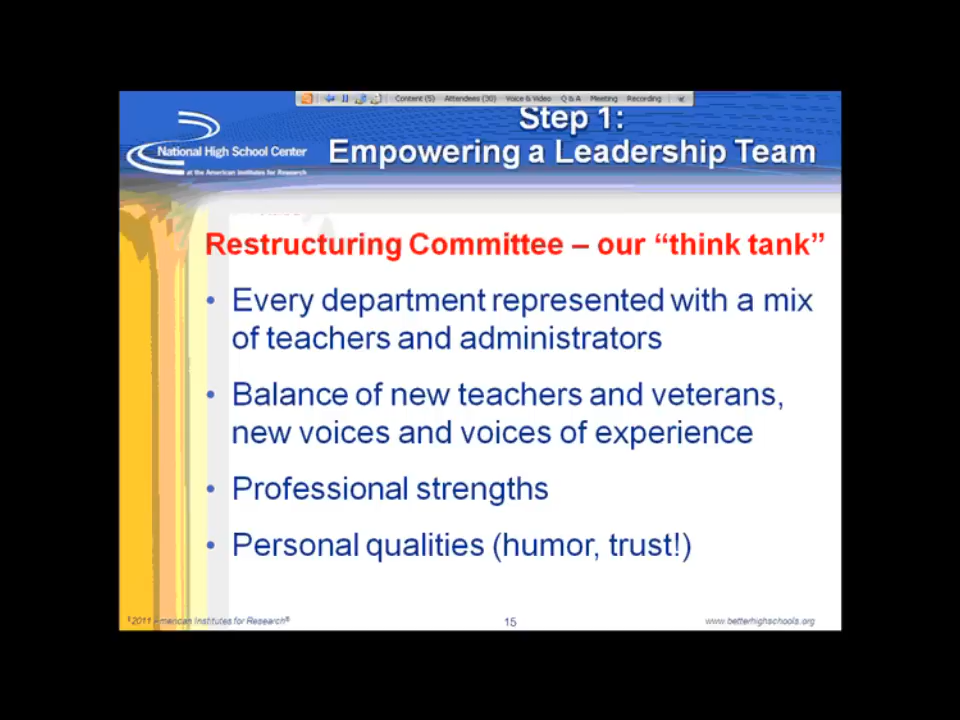 Content (5) Attendees (30) Voice & Video Q & A Meeting Recording
Step 1:
Empowering a Leadership Team
National High School Center
at the American Institutes for Research
Restructuring Committee – our “think tank”
• Every department represented with a mix
of teachers and administrators
• Balance of new teachers and veterans,
new voices and voices of experience
• Professional strengths
• Personal qualities (humor, trust!)
2011 American Institutes for Research®
15
www.betterhighschools.org